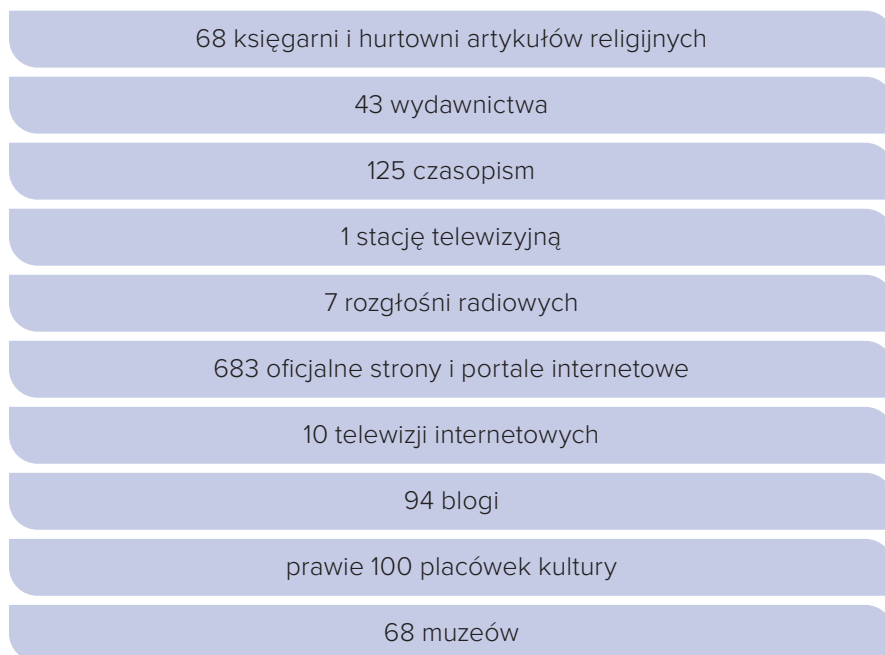 68 księgarni i hurtowni artykułów religijnych
43 wydawnictwa
125 czasopism
1 stację telewizyjną
7 rozgłośni radiowych
683 oficjalne strony i portale internetowe
10 telewizji internetowych
94 blogi
prawie 100 placówek kultury
68 muzeów